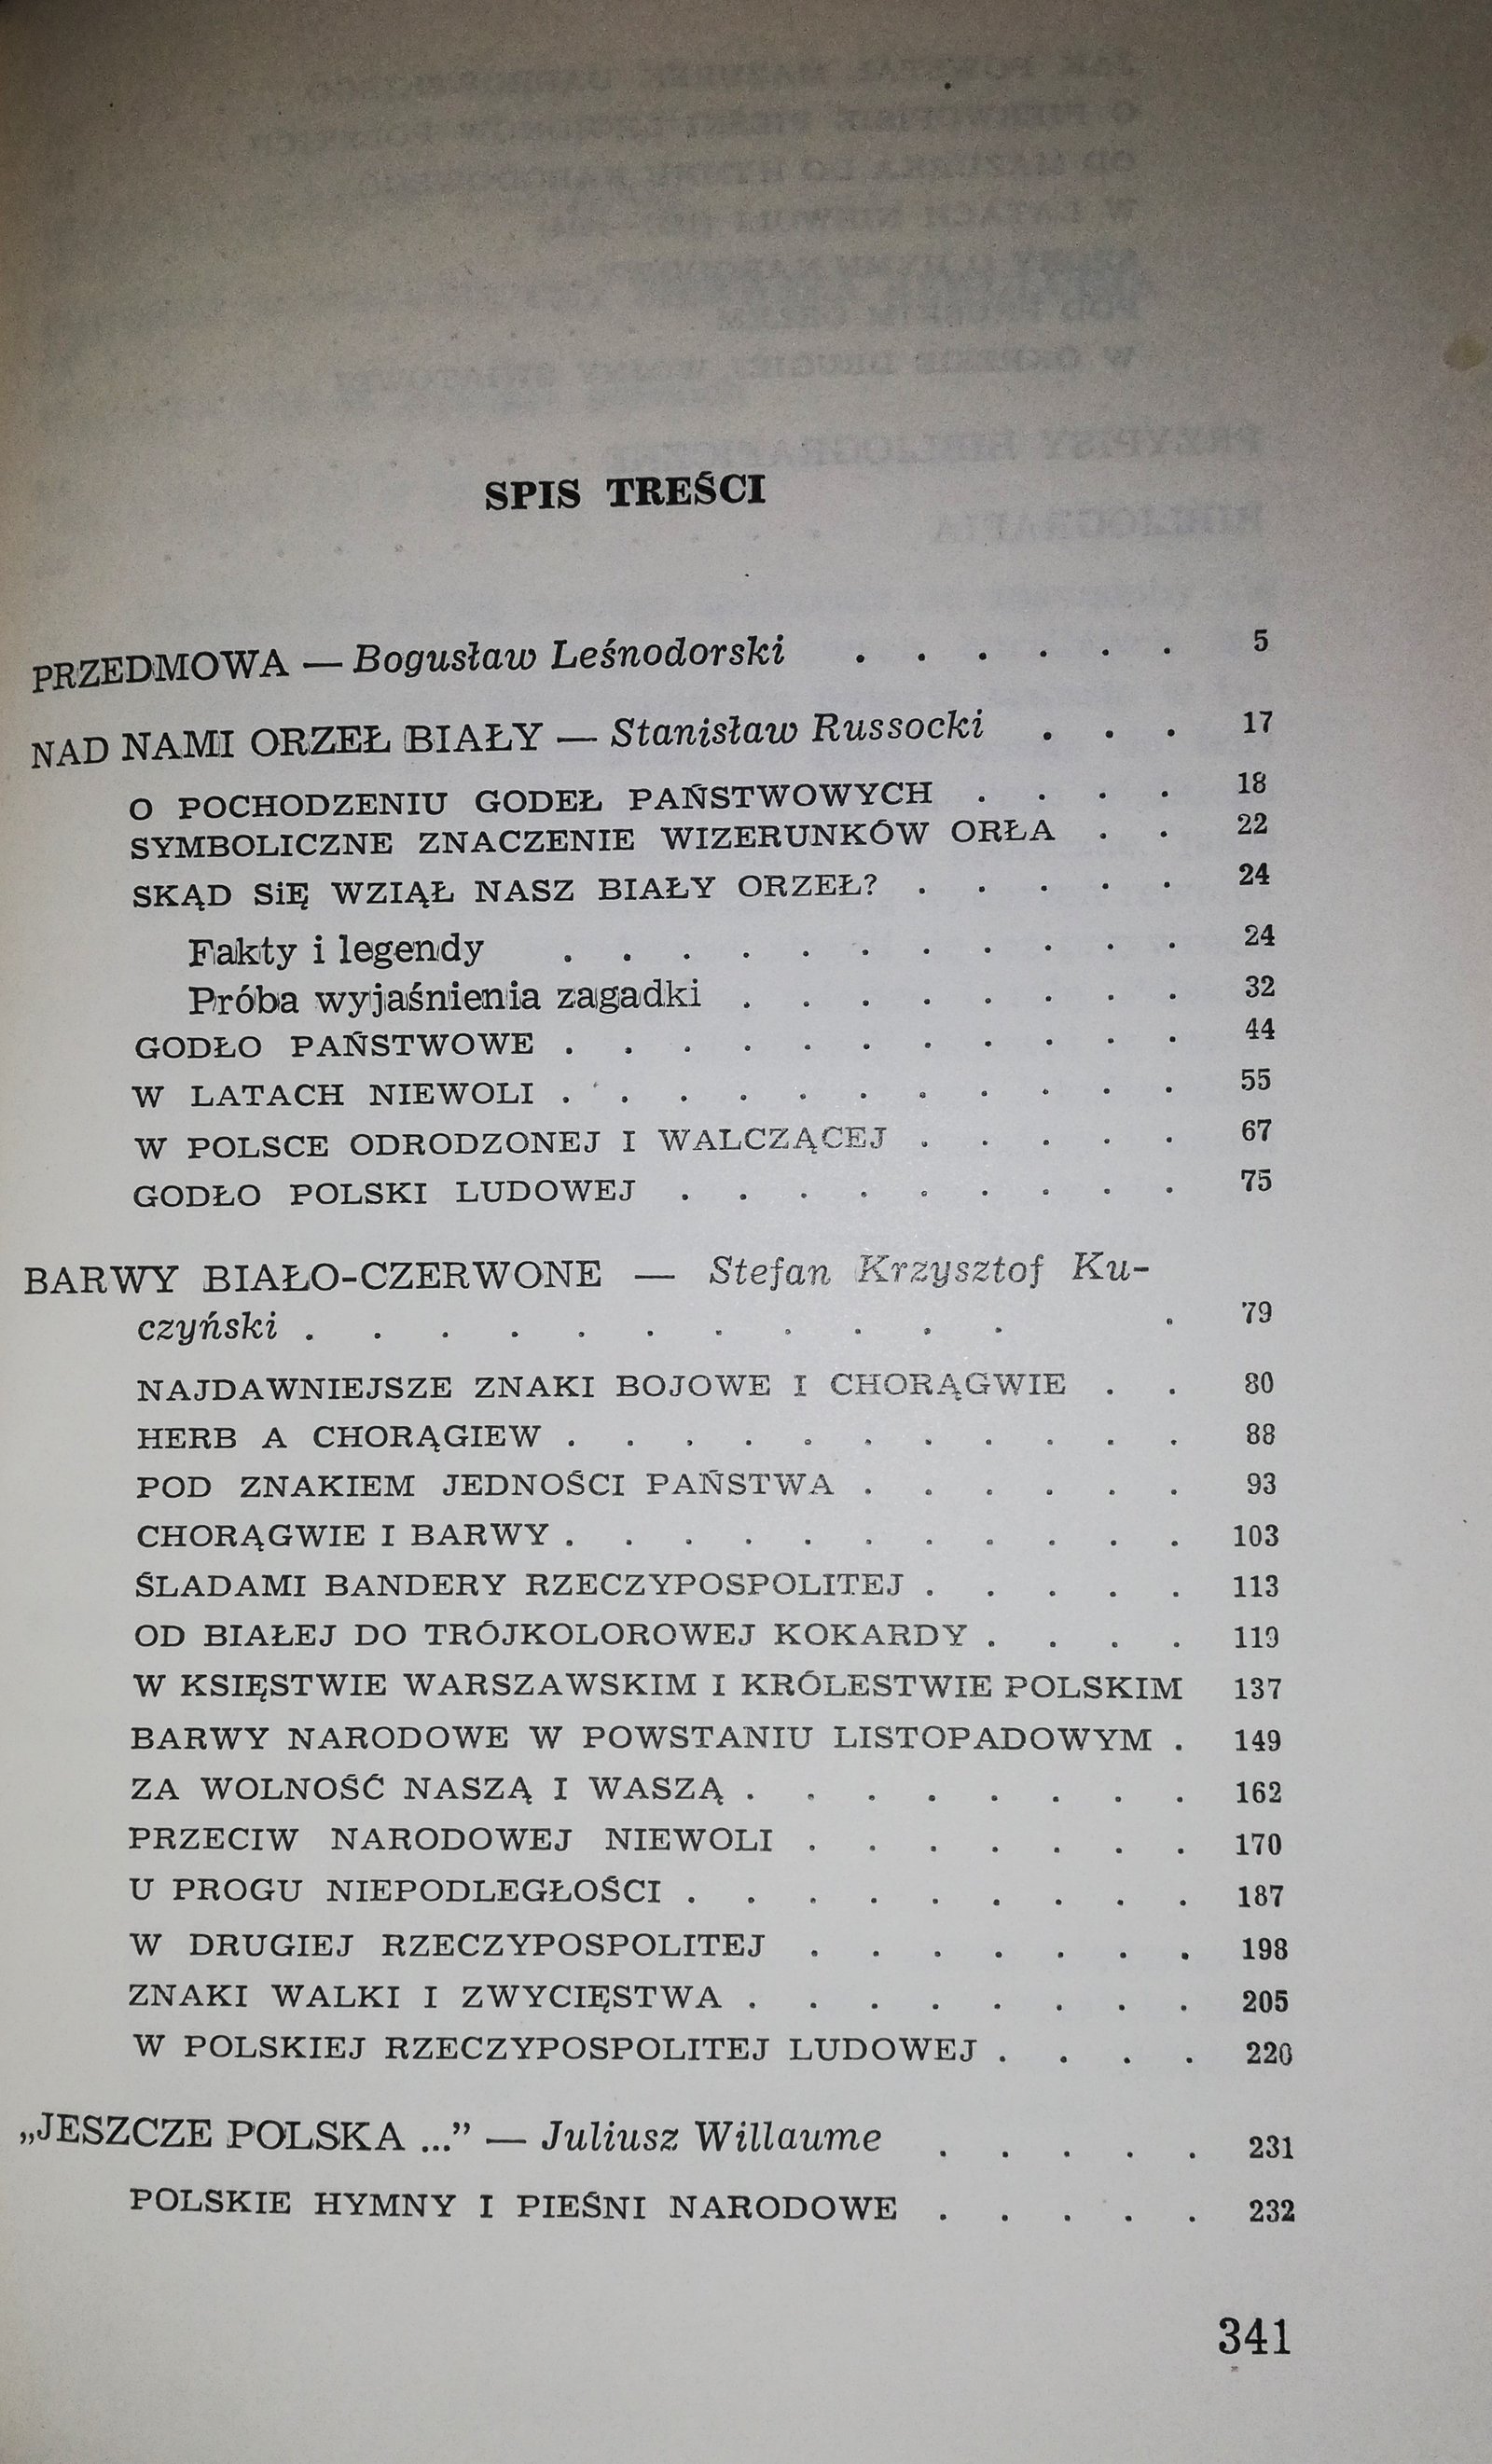 SPIS TREŚCI
PRZEDMOWA — Bogusław Leśnodorski . . . . . . 5
NAD NAMI ORZEŁ BIAŁY — Stanisław Russocki . . . 17
O POCHODZENIU GODEŁ PAŃSTWOWYCH . . . . 18
SYMBOLICZNE ZNACZENIE WIZERUNKÓW ORŁA . . 22
SKĄD SiĘ WZIĄŁ NASZ BIAŁY ORZEŁ? . . . . . 24
Fakty i legendy . . . . . . . . . . . 24
Próba wyjaśnienia zagadki . . . . . . . . 32
GODŁO PAŃSTWOWE . . . . . . . . . . . 44
W LATACH NIEWOLI . . . . . . . . . . . 55
W POLSCE ODRODZONEJ I WALCZĄCEJ . . . . . 67
GODŁO POLSKI LUDOWEJ . . . . . . . . . 75
BARWY BIAŁO-CZERWONE — Stefan Krzysztof Ku-
czyński . . . . . . . . . . . . 79
NAJDAWNIEJSZE ZNAKI BOJOWE I CHORĄGWIE . . 80
HERB A CHORĄGIEW . . . . . . . . . . . 88
POD ZNAKIEM JEDNOŚCI PAŃSTWA . . . . . . 93
CHORĄGWIE I BARWY . . . . . . . . . . . 103
ŚLADAMI BANDERY RZECZYPOSPOLITEJ . . . . . 113
OD BIAŁEJ DO TRÓJKOLOROWEJ KOKARDY . . . . 119
W KSIĘSTWIE WARSZAWSKIM I KRÓLESTWIE POLSKIM 137
BARWY NARODOWE W POWSTANIU LISTOPADOWYM . 149
ZA WOLNOŚĆ NASZĄ I WASZĄ . . . . . . . . 162
PRZECIW NARODOWEJ NIEWOLI . . . . . . . 170
U PROGU NIEPODLEGŁOŚCI . . . . . . . . . 187
W DRUGIEJ RZECZYPOSPOLITEJ . . . . . . . 198
ZNAKI WALKI I ZWYCIĘSTWA . . . . . . . . 205
W POLSKIEJ RZECZYPOSPOLITEJ LUDOWEJ . . . . 220
„JESZCZE POLSKA ...” — Juliusz Willaume . . . . . 231
POLSKIE HYMNY I PIEŚNI NARODOWE . . . . . 232
341